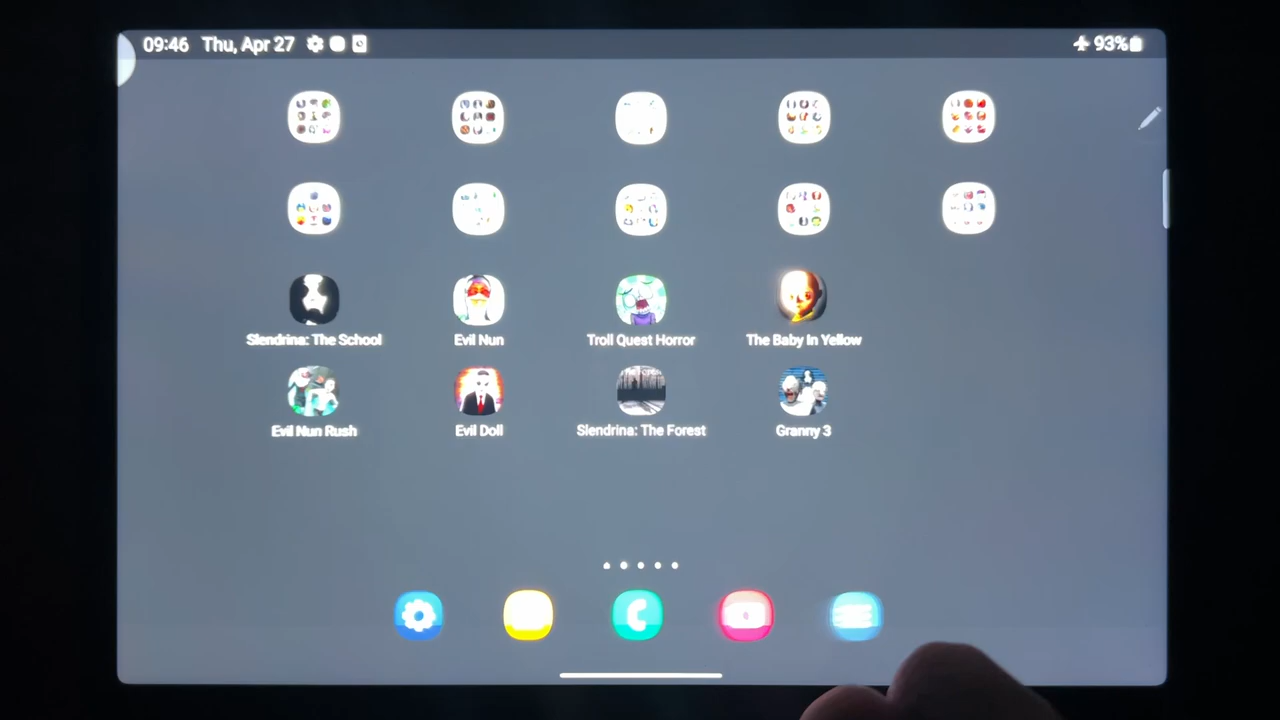 09:46 Thu, Apr 27 93%
Slendrina: The School Evil Nun Troll Quest Horror The Baby In Yellow
Evil Nun Rush Evil Doll Slendrina: The Forest Granny 3